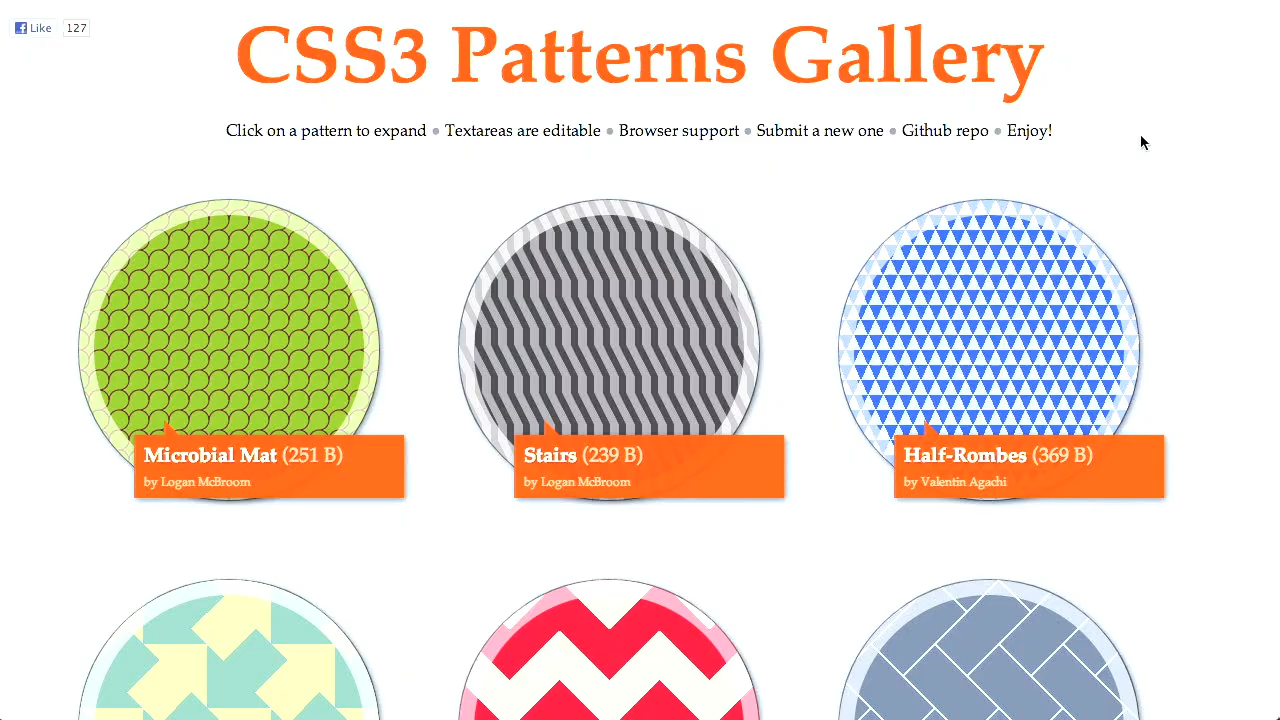 Like 127
CSS3 Patterns Gallery
Click on a pattern to expand ● Textareas are editable ● Browser support ● Submit a new one ● Github repo ● Enjoy!
Microbial Mat (251 B)
by Logan McBroom
Stairs (239 B)
by Logan McBroom
Half-Rombes (369 B)
by Valentin Agachi